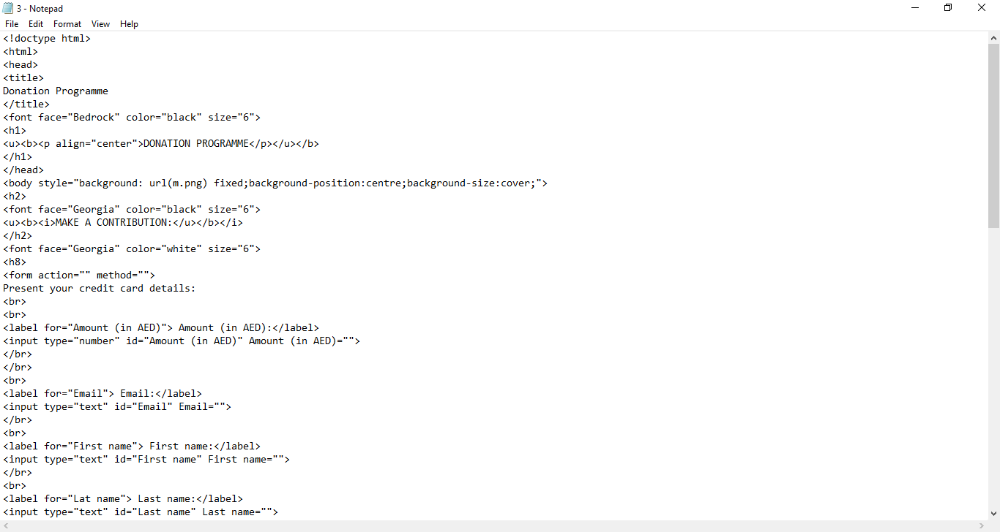 3 - Notepad
File Edit Format View Help
<!doctype html>
<html>
<head>
<title>
Donation Programme
</title>
<font face="Bedrock" color="black" size="6">
<h1>
<u><b><p align="center">DONATION PROGRAMME</p></u></b>
</h1>
</head>
<body style="background: url(m.png) fixed;background-position:centre;background-size:cover;">
<h2>
<font face="Georgia" color="black" size="6">
<u><b><i>MAKE A CONTRIBUTION:</u></b></i>
</h2>
<font face="Georgia" color="white" size="6">
<h8>
<form action="" method="">
Present your credit card details:
<br>
<br>
<label for="Amount (in AED)"> Amount (in AED):</label>
<input type="number" id="Amount (in AED)" Amount (in AED)="">
</br>
</br>
<br>
<label for="Email"> Email:</label>
<input type="text" id="Email" Email="">
</br>
<br>
<label for="First name"> First name:</label>
<input type="text" id="First name" First name="">
</br>
<br>
<label for="Lat name"> Last name:</label>
<input type="text" id="Last name" Last name="">